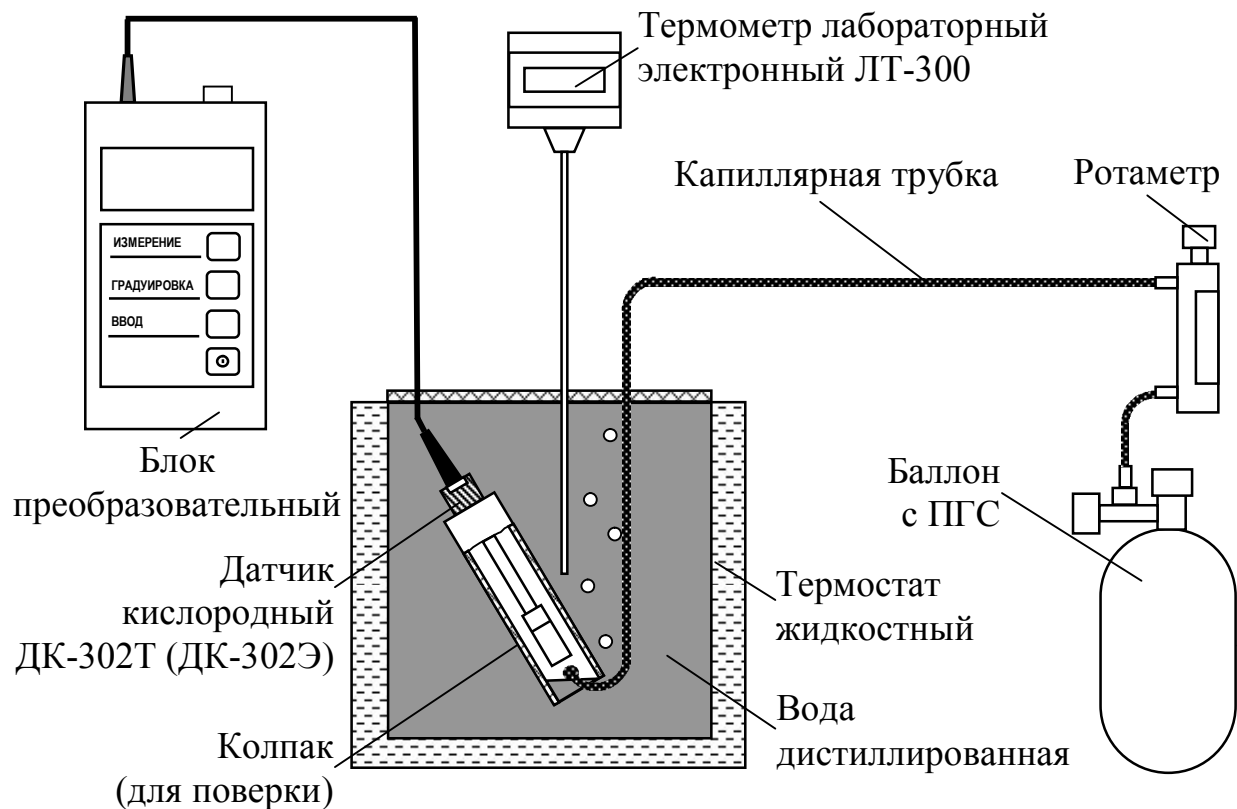 Термометр лабораторный
электронный ЛТ-300
Капиллярная трубка
Ротаметр
ИЗМЕРЕНИЕ
ГРАДУИРОВКА
ВВОД
Блок
преобразовательный
Баллон
с ПГС
Датчик
кислородный
ДК-302Т (ДК-302Э)
Термостат
жидкостный
Колпак
(для поверки)
Вода
дистиллированная